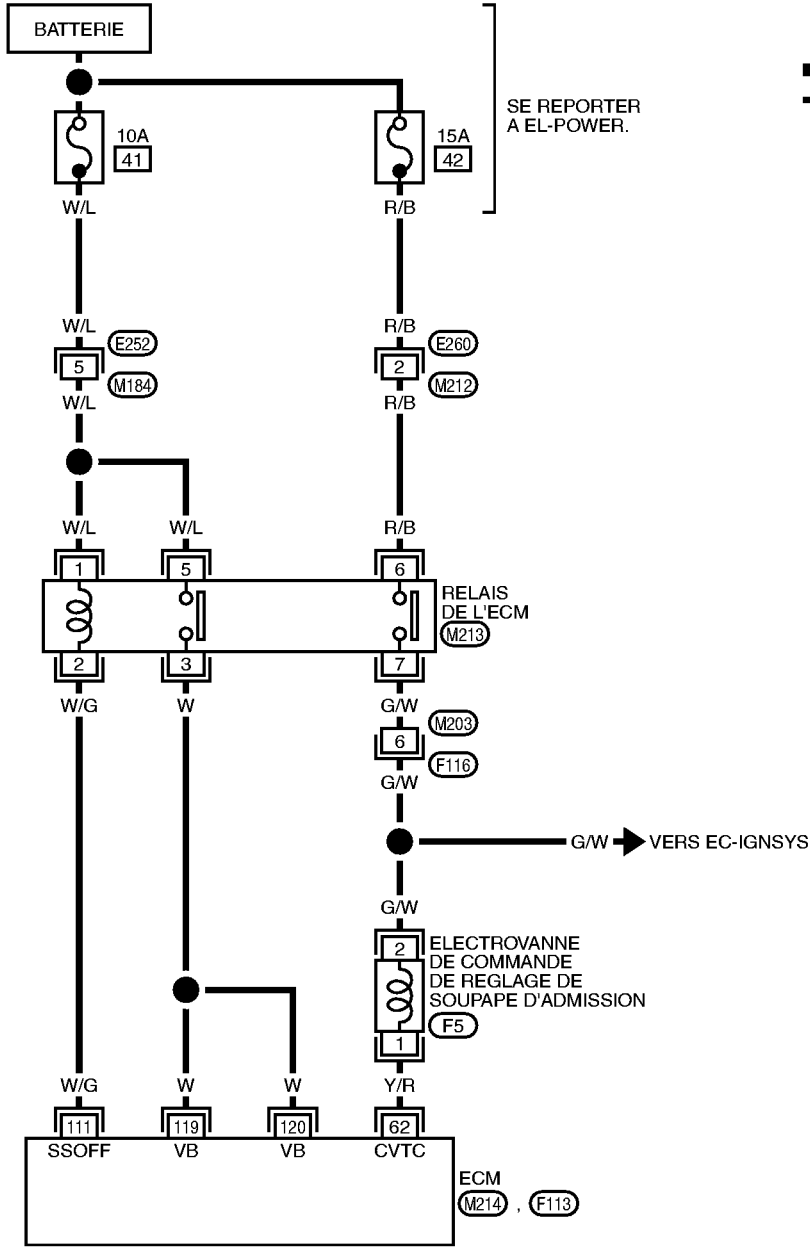 BATTERIE
SE REPORTER
A EL-POWER.
10A
41
15A
42
W/L
R/B
W/L
R/B
E252
E260
5
2
M184
M212
W/L
R/B
W/L
W/L
R/B
1
5
6
RELAIS
DE L'ECM
M213
2
3
7
W/G
W
G/W
M203
6
F116
G/W
G/W
VERS EC-IGNSYS
G/W
2
ELECTROVANNE
DE COMMANDE
DE REGLAGE DE
SOUPAPE D'ADMISSION
F5
1
W/G
W
W
Y/R
111
119
120
62
SSOFF
VB
VB
CVTC
ECM
M214 , F113